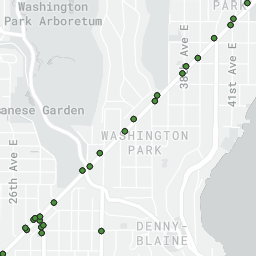 Washington
Park Arboretum
PARK
38th Ave E
41st Ave E
anese Garden
WASHINGTON
PARK
26th Ave E
DENNY-
BLAINE